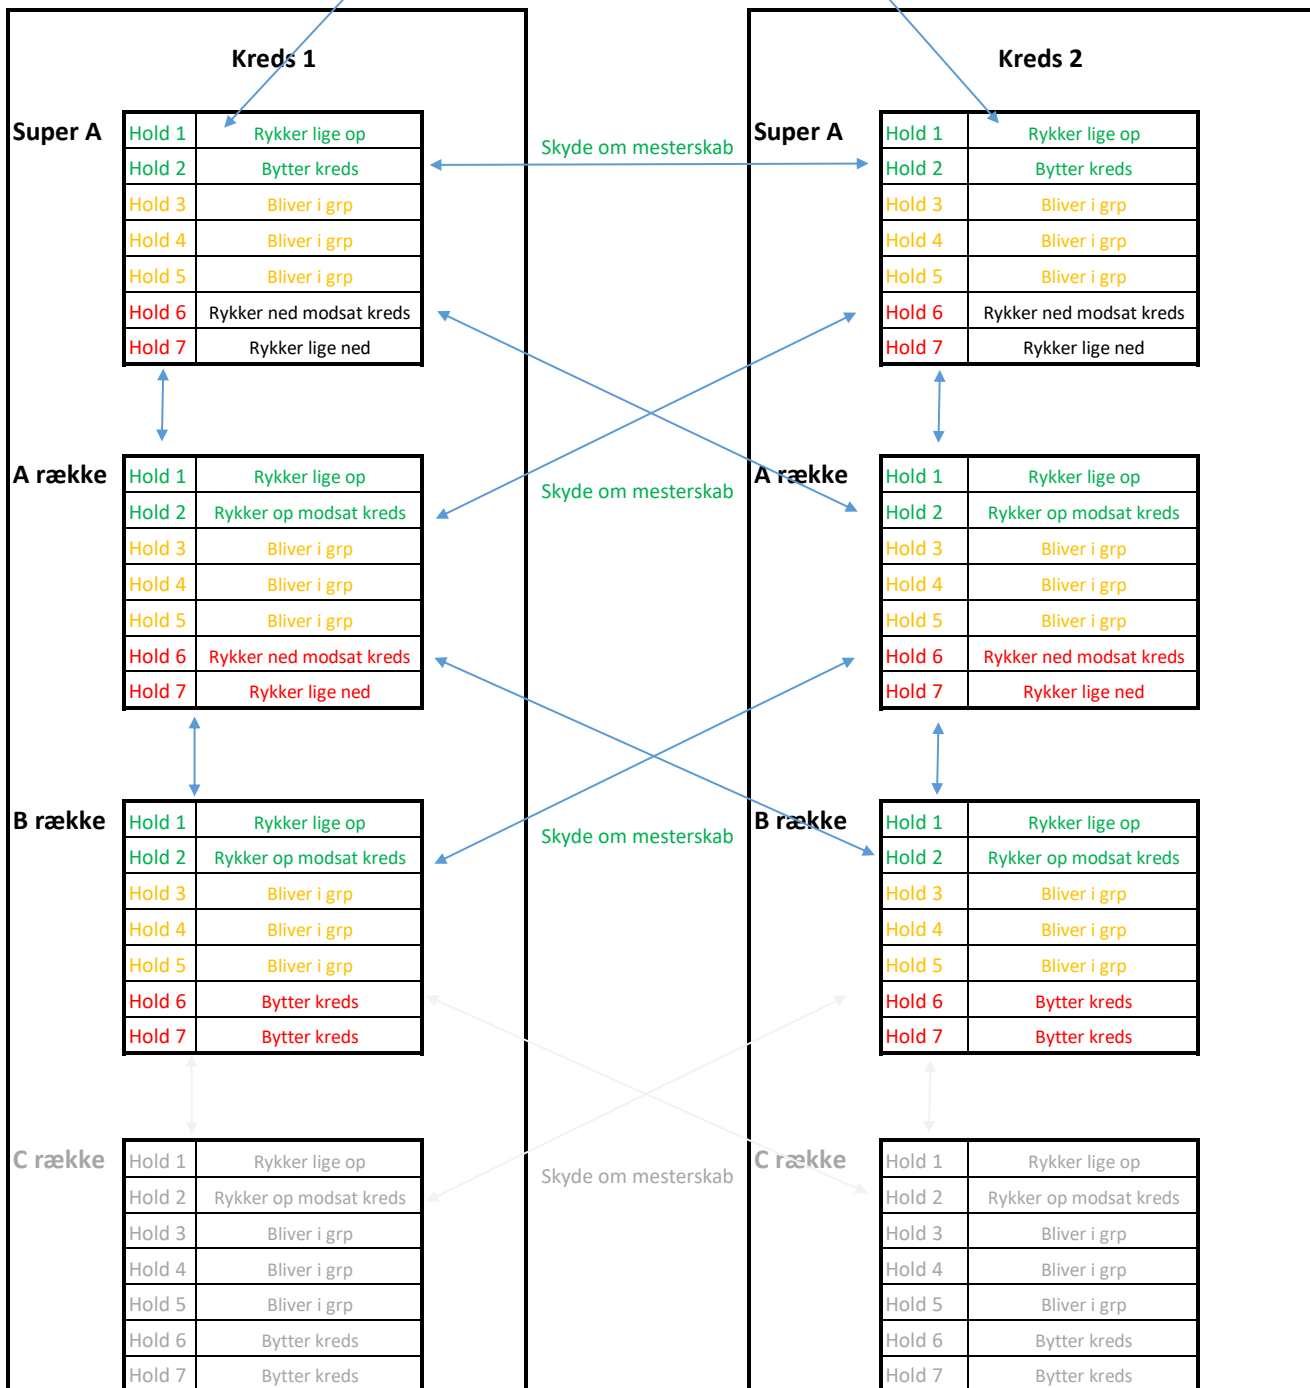 Kreds 1 Kreds 2
Super A Hold 1 Rykker lige op Skyde om mesterskab Super A Hold 1 Rykker lige op
Hold 2 Bytter kreds Hold 2 Bytter kreds
Hold 3 Bliver i grp Hold 3 Bliver i grp
Hold 4 Bliver i grp Hold 4 Bliver i grp
Hold 5 Bliver i grp Hold 5 Bliver i grp
Hold 6 Rykker ned modsat kreds Hold 6 Rykker ned modsat kreds
Hold 7 Rykker lige ned Hold 7 Rykker lige ned
A række Hold 1 Rykker lige op Skyde om mesterskab A række Hold 1 Rykker lige op
Hold 2 Rykker op modsat kreds Hold 2 Rykker op modsat kreds
Hold 3 Bliver i grp Hold 3 Bliver i grp
Hold 4 Bliver i grp Hold 4 Bliver i grp
Hold 5 Bliver i grp Hold 5 Bliver i grp
Hold 6 Rykker ned modsat kreds Hold 6 Rykker ned modsat kreds
Hold 7 Rykker lige ned Hold 7 Rykker lige ned
B række Hold 1 Rykker lige op Skyde om mesterskab B række Hold 1 Rykker lige op
Hold 2 Rykker op modsat kreds Hold 2 Rykker op modsat kreds
Hold 3 Bliver i grp Hold 3 Bliver i grp
Hold 4 Bliver i grp Hold 4 Bliver i grp
Hold 5 Bliver i grp Hold 5 Bliver i grp
Hold 6 Bytter kreds Hold 6 Bytter kreds
Hold 7 Bytter kreds Hold 7 Bytter kreds
C række Hold 1 Rykker lige op Skyde om mesterskab C række Hold 1 Rykker lige op
Hold 2 Rykker op modsat kreds Hold 2 Rykker op modsat kreds
Hold 3 Bliver i grp Hold 3 Bliver i grp
Hold 4 Bliver i grp Hold 4 Bliver i grp
Hold 5 Bliver i grp Hold 5 Bliver i grp
Hold 6 Bytter kreds Hold 6 Bytter kreds
Hold 7 Bytter kreds Hold 7 Bytter kreds